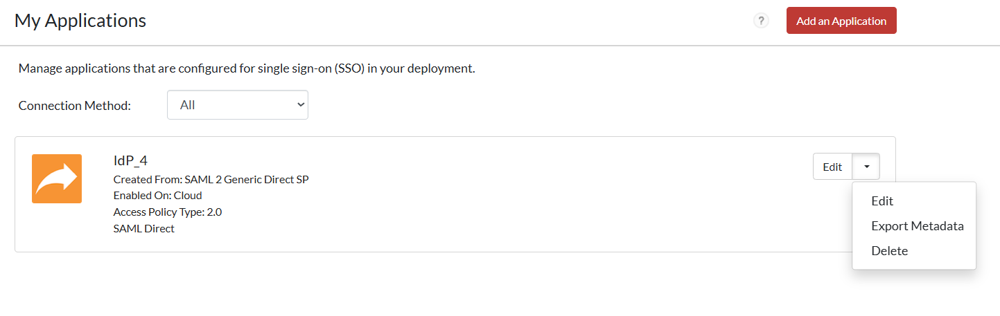 My Applications
?
Add an Application
Manage applications that are configured for single sign-on (SSO) in your deployment.
Connection Method:
All
IdP_4
Created From: SAML 2 Generic Direct SP
Enabled On: Cloud
Access Policy Type: 2.0
SAML Direct
Edit
Edit
Export Metadata
Delete